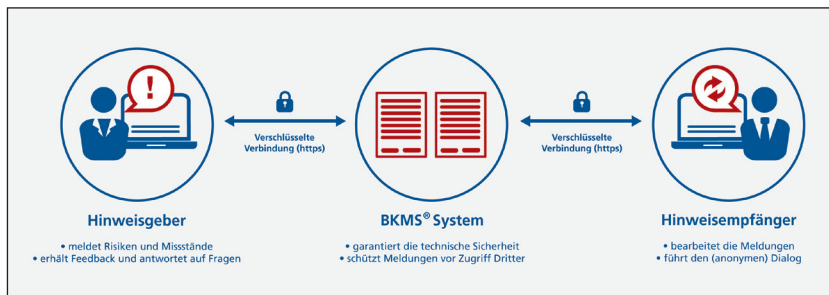 !
Verschlüsselte
Verbindung (https)
Verschlüsselte
Verbindung (https)
Hinweisgeber
• meldet Risiken und Missstände
• erhält Feedback und antwortet auf Fragen
BKMS® System
• garantiert die technische Sicherheit
• schützt Meldungen vor Zugriff Dritter
Hinweisempfänger
• bearbeitet die Meldungen
• führt den (anonymen) Dialog